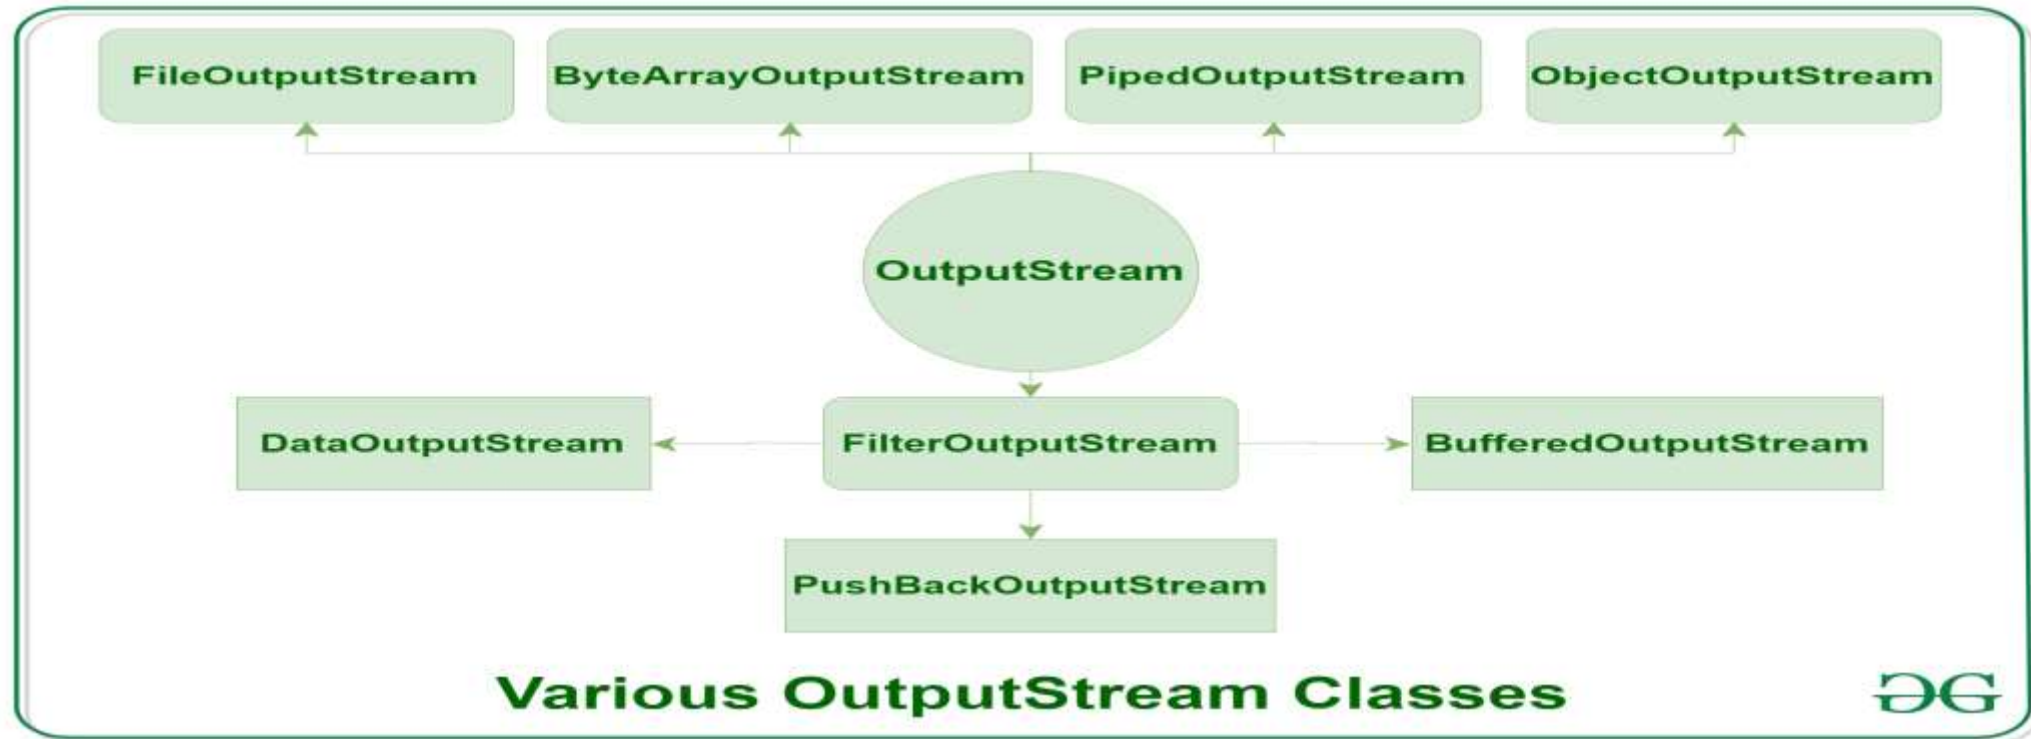 FileOutputStream
ByteArrayOutputStream
PipedOutputStream
ObjectOutputStream
OutputStream
DataOutputStream
FilterOutputStream
BufferedOutputStream
PushBackOutputStream
Various OutputStream Classes